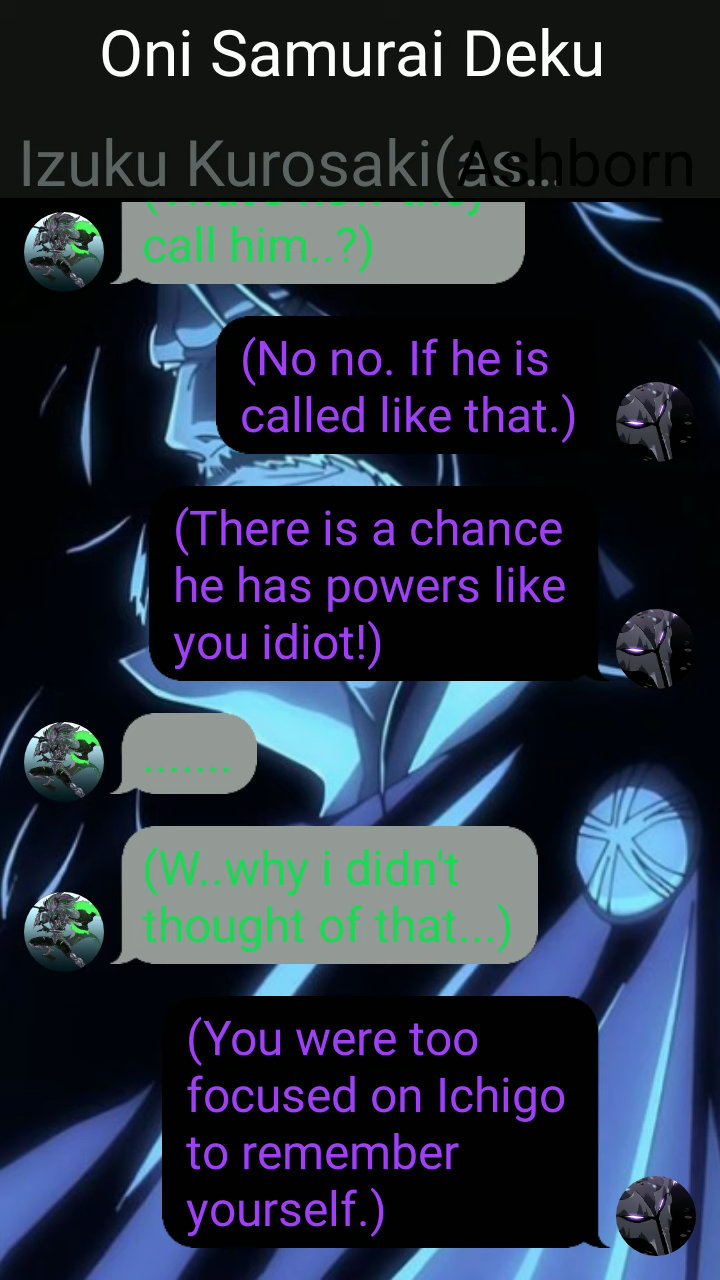 Oni Samurai Deku
Izuku Kurosaki(as... Ashborn
call him..?)
(No no. If he is
called like that.)
(There is a chance
he has powers like
you idiot!)
.......
(W..why i didn't
thought of that...)
(You were too
focused on Ichigo
to remember
yourself.)